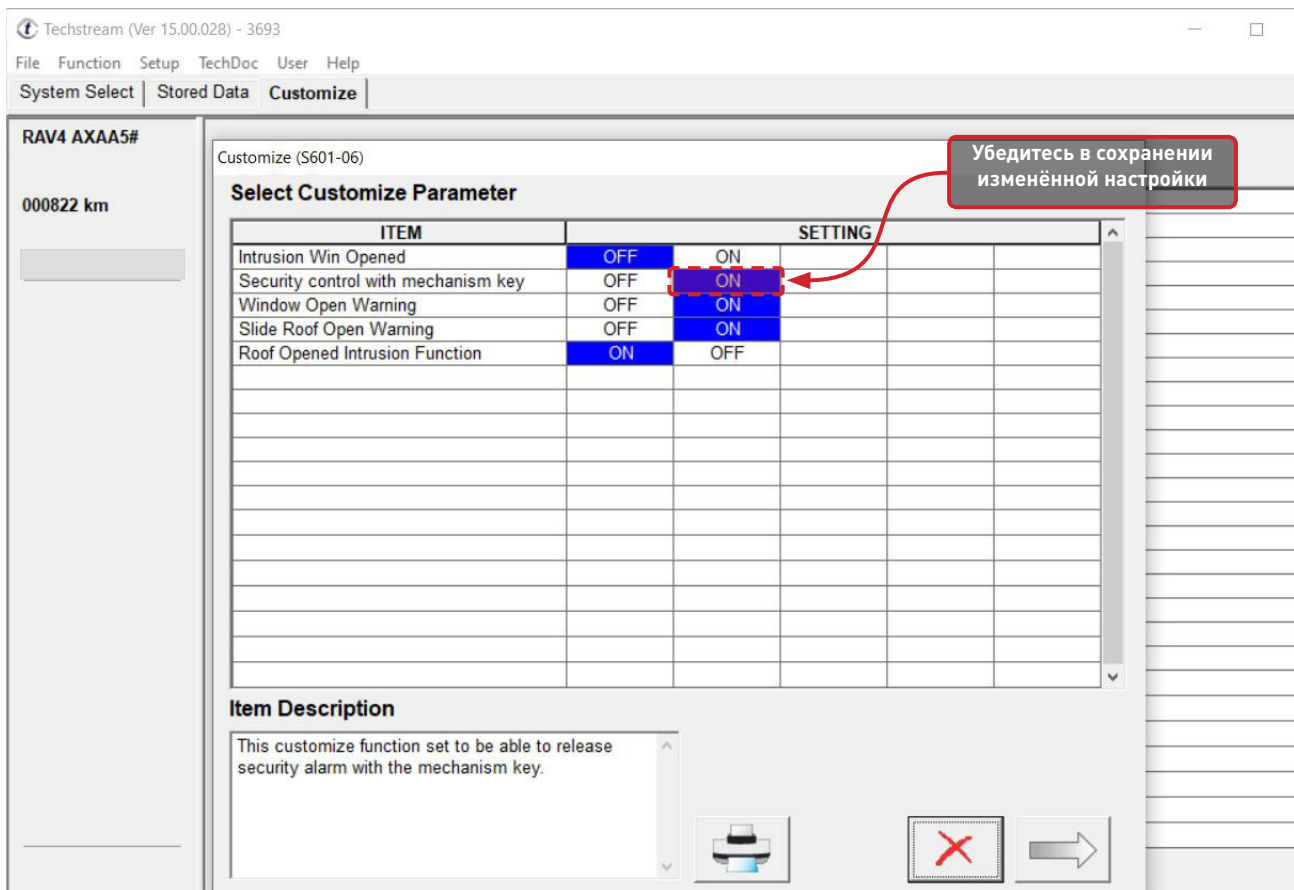 Techstream (Ver 15.00.028) - 3693
File Function Setup TechDoc User Help
System Select Stored Data Customize
RAV4 AXAA5#
000822 km
Customize (S601-06)
Убедитесь в сохранении
изменённой настройки
Select Customize Parameter
ITEM SETTING
Intrusion Win Opened OFF ON
Security control with mechanism key OFF ON
Window Open Warning OFF ON
Slide Roof Open Warning OFF ON
Roof Opened Intrusion Function ON OFF
Item Description
This customize function set to be able to release
security alarm with the mechanism key.